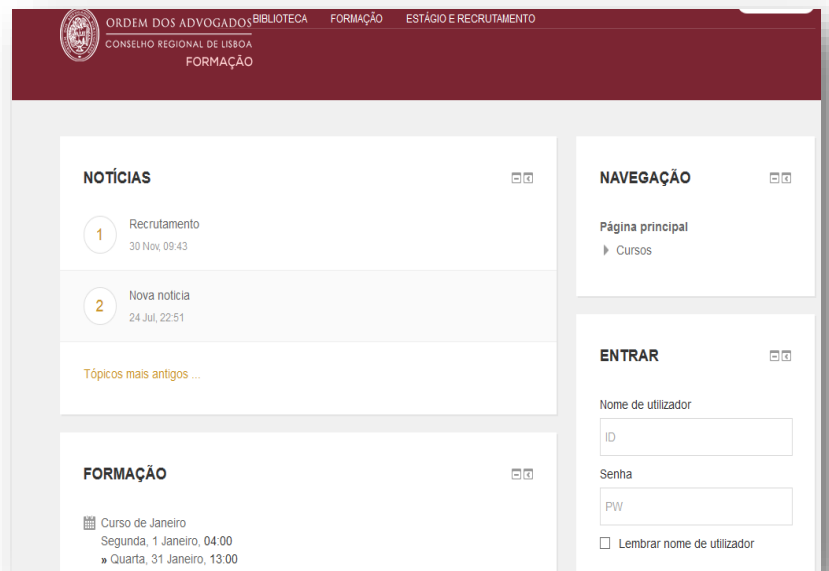 ORDEM DOS ADVOGADOS
CONSELHO REGIONAL DE LISBOA
FORMAÇÃO
BIBLIOTECA FORMAÇÃO ESTÁGIO E RECRUTAMENTO
NOTÍCIAS
1 Recrutamento
30 Nov, 09:43
2 Nova noticia
24 Jul, 22:51
Tópicos mais antigos ...
FORMAÇÃO
Curso de Janeiro
Segunda, 1 Janeiro, 04:00
» Quarta, 31 Janeiro, 13:00
NAVEGAÇÃO
Página principal
Cursos
ENTRAR
Nome de utilizador
ID
Senha
PW
Lembrar nome de utilizador